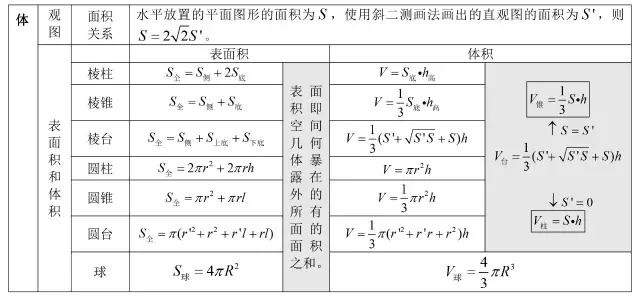 体
观图
面积关系
水平放置的平面图形的面积为S，使用斜二测画法画出的直观图的面积为S'，则
S=2√2S'。
表面积和体积
表面积
体积
棱柱
S全=S侧+2S底
V=S底•h高
棱锥
S全=S侧+S底
V=1/3S底•h高
棱台
S全=S侧+S上底+S下底
V=1/3(S'+√S'S+S)h
圆柱
S全=2πr²+2πrh
V=πr²h
圆锥
S全=πr²+πrl
V=1/3πr²h
圆台
S全=π(r'²+r²+r'l+rl)
V=1/3π(r'²+r'r+r²)h
球
S球=4πR²
V球=4/3πR³
表面积即空间几何体暴露在外的所有面的面积之和。
V锥=1/3S•h
↑S=S'
V台=1/3(S'+√S'S+S)h
↓S'=0
V柱=S•h